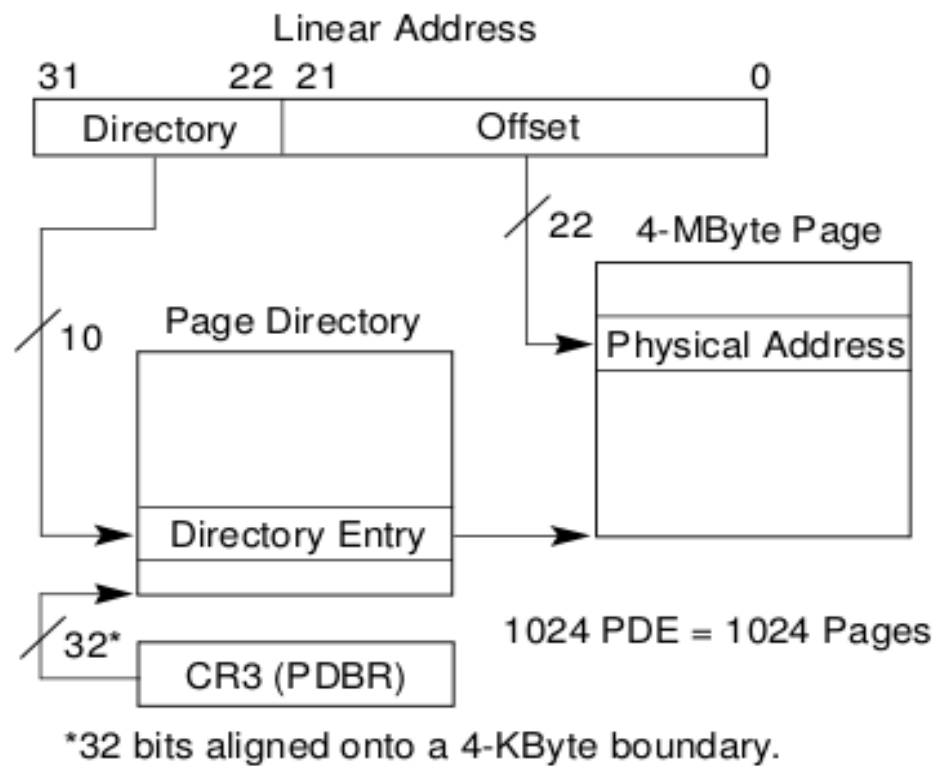 Linear Address
31 22 21 0
Directory Offset
22 4-MByte Page
10 Page Directory Physical Address
Directory Entry
32* 1024 PDE = 1024 Pages
CR3 (PDBR)
*32 bits aligned onto a 4-KByte boundary.